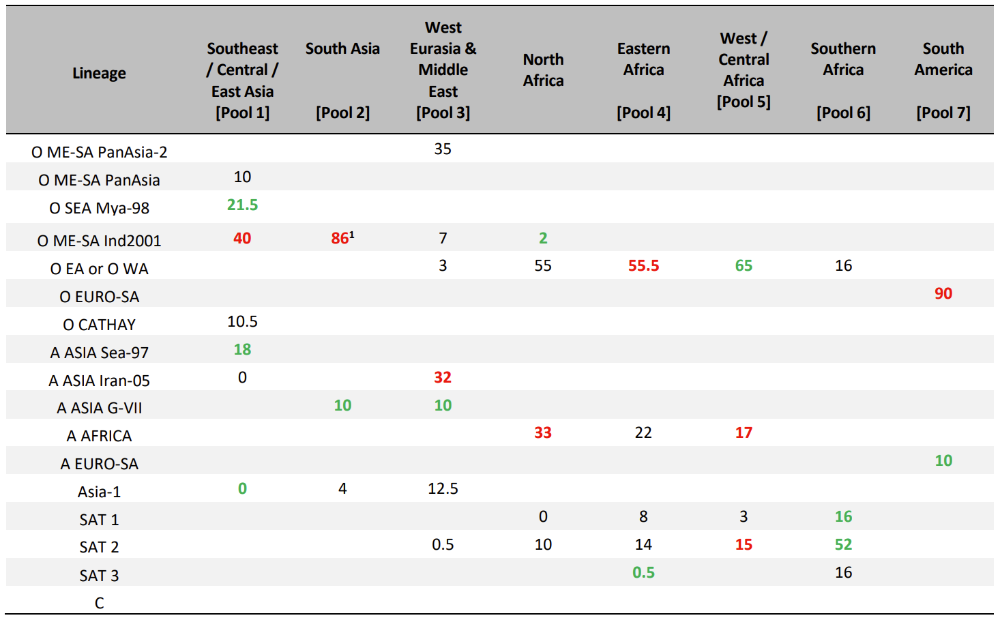 Lineage
Southeast
/ Central /
East Asia
[Pool 1]
South Asia
[Pool 2]
West
Eurasia &
Middle
East
[Pool 3]
North
Africa
Eastern
Africa
[Pool 4]
West /
Central
Africa
[Pool 5]
Southern
Africa
[Pool 6]
South
America
[Pool 7]
O ME-SA PanAsia-2 35
O ME-SA PanAsia 10
O SEA Mya-98 21.5
O ME-SA Ind2001 40 86¹ 7 2
O EA or O WA 3 55 55.5 65 16
O EURO-SA 90
O CATHAY 10.5
A ASIA Sea-97 18
A ASIA Iran-05 0 32
A ASIA G-VII 10 10
A AFRICA 33 22 17
A EURO-SA 10
Asia-1 0 4 12.5
SAT 1 0 8 3 16
SAT 2 0.5 10 14 15 52
SAT 3 0.5 16
C